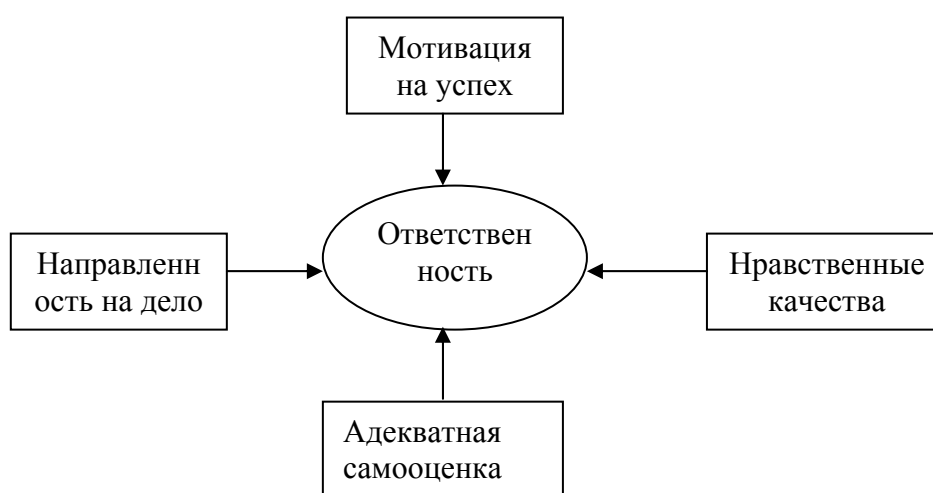 Мотивация
на успех
Ответствен
ность
Направленн
ость на дело
Нравственные
качества
Адекватная
самооценка